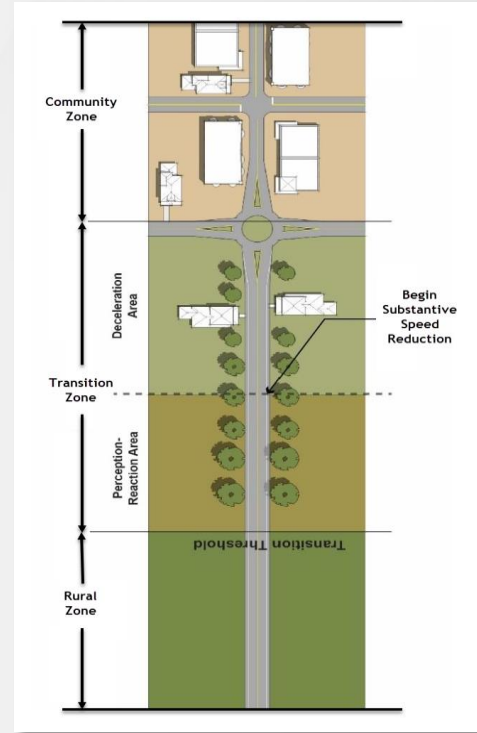 Community
Zone
Deceleration
Area
Begin
Substantive
Speed
Reduction
Transition
Zone
Perception-
Reaction Area
Transition Threshold
Rural
Zone